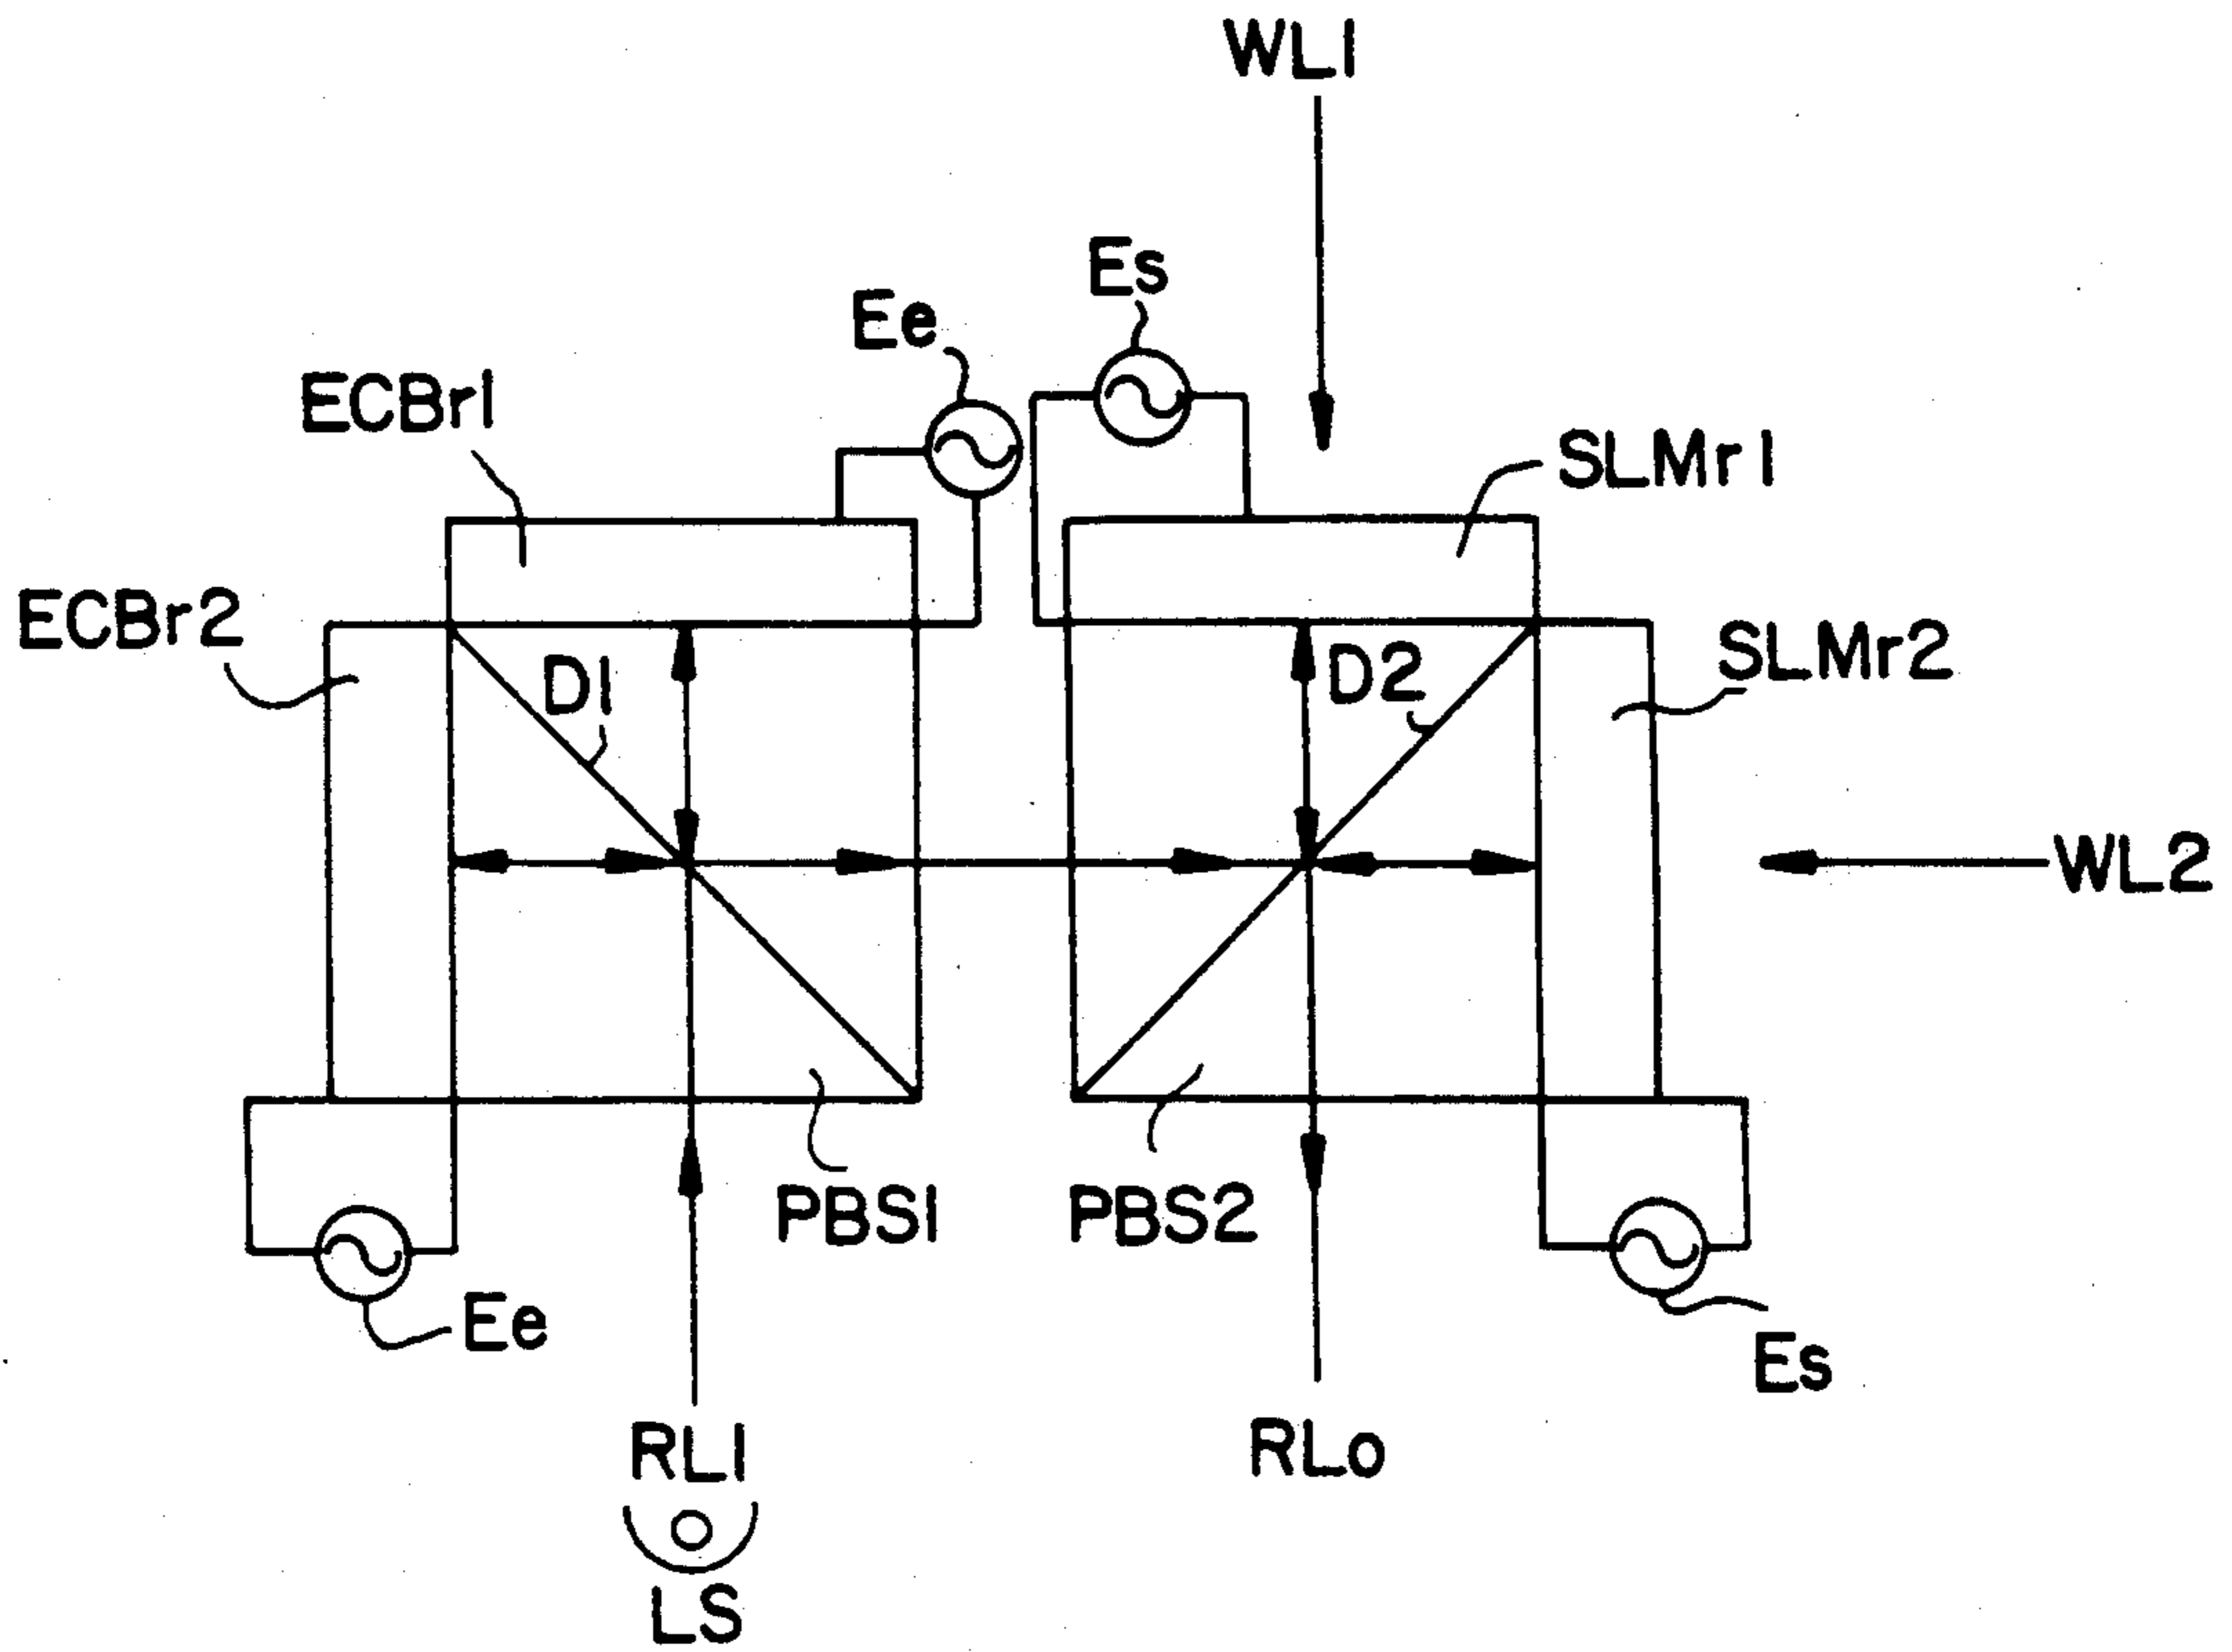 WL1
Es
Ee
ECBr1
SLMr1
ECBr2
SLMr2
D1
D2
WL2
PBS1
PBS2
Ee
Es
RL1
RLo
LS